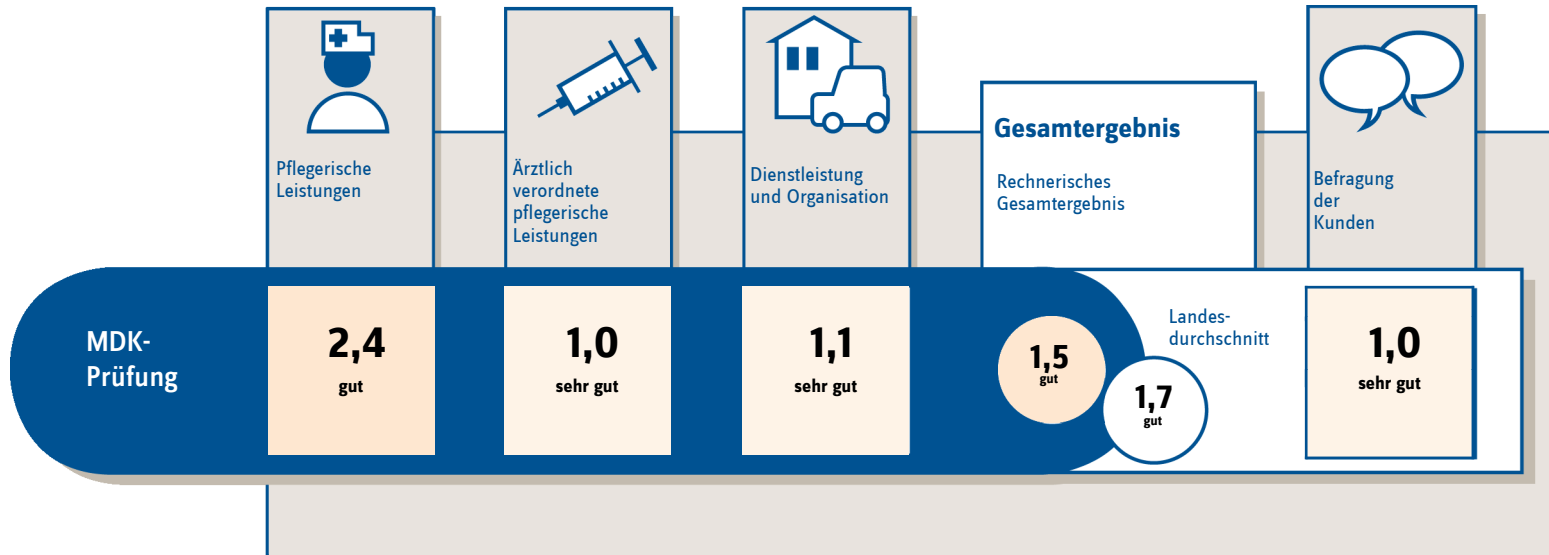 Pflegerische
Leistungen
Ärztlich
verordnete
pflegerische
Leistungen
Dienstleistung
und Organisation
Gesamtergebnis
Rechnerisches
Gesamtergebnis
Befragung
der
Kunden
MDK-
Prüfung
2,4
gut
1,0
sehr gut
1,1
sehr gut
1,5
gut
Landes-
durchschnitt
1,7
gut
1,0
sehr gut